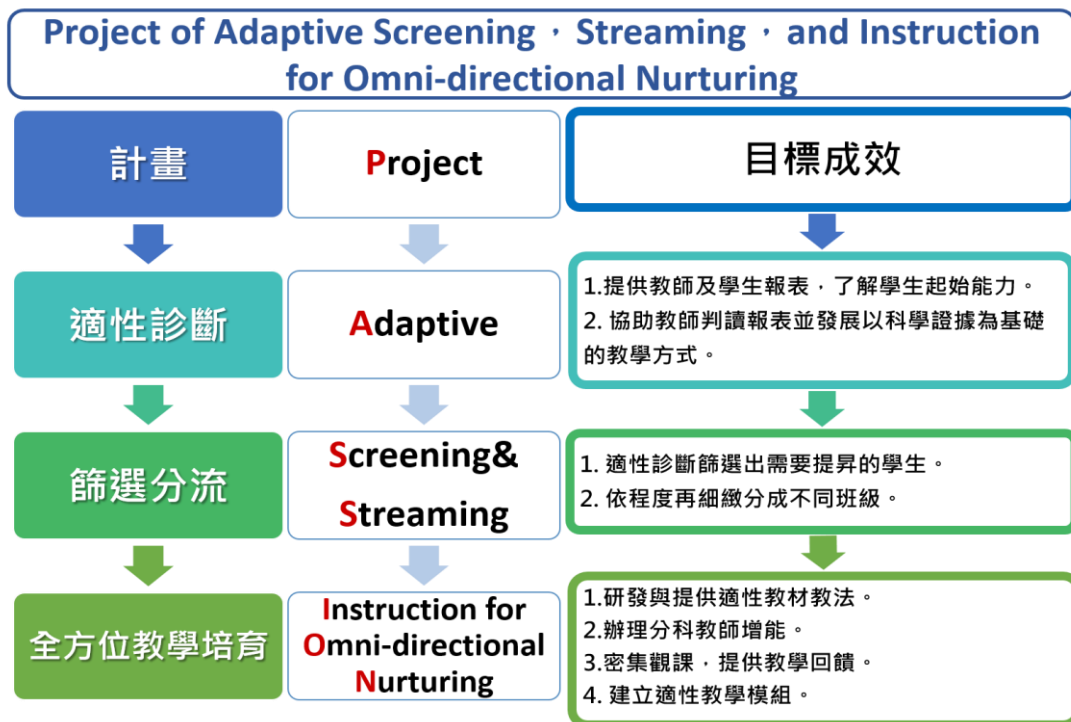 Project of Adaptive Screening，Streaming，and Instruction
for Omni-directional Nurturing
計畫
Project
目標成效
適性診斷
Adaptive
1.提供教師及學生報表，了解學生起始能力。
2. 協助教師判讀報表並發展以科學證據為基礎
的教學方式。
篩選分流
Screening&
Streaming
1. 適性診斷篩選出需要提昇的學生。
2. 依程度再細緻分成不同班級。
全方位教學培育
Instruction for
Omni-directional
Nurturing
1.研發與提供適性教材教法。
2.辦理分科教師增能。
3.密集觀課，提供教學回饋。
4. 建立適性教學模組。